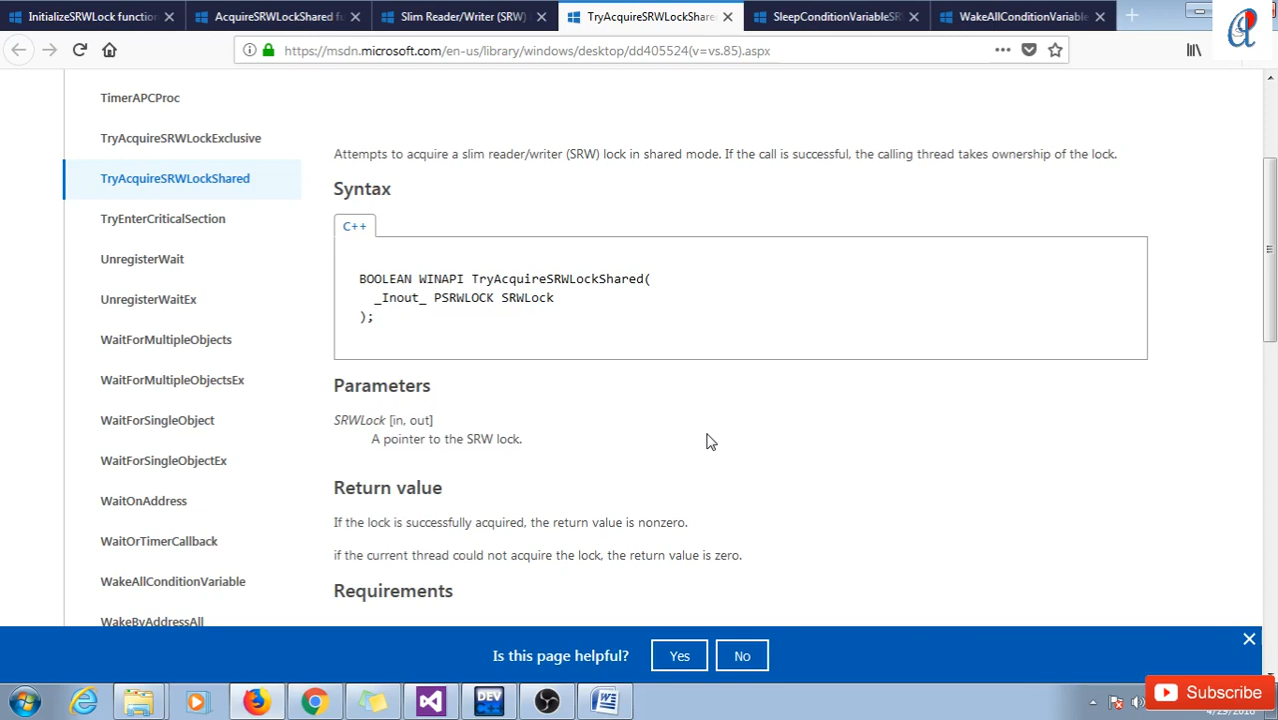 InitializeSRWLock function
AcquireSRWLockShared f
Slim Reader/Writer (SRW)
TryAcquireSRWLockShare
SleepConditionVariableSR
WakeAllConditionVariable
https://msdn.microsoft.com/en-us/library/windows/desktop/dd405524(v=vs.85).aspx
TimerAPCProc
TryAcquireSRWLockExclusive
TryAcquireSRWLockShared
TryEnterCriticalSection
UnregisterWait
UnregisterWaitEx
WaitForMultipleObjects
WaitForMultipleObjectsEx
WaitForSingleObject
WaitForSingleObjectEx
WaitOnAddress
WaitOrTimerCallback
WakeAllConditionVariable
WakeByAddressAll
Attempts to acquire a slim reader/writer (SRW) lock in shared mode. If the call is successful, the calling thread takes ownership of the lock.
Syntax
C++
BOOLEAN WINAPI TryAcquireSRWLockShared(
_Inout_ PSRWLOCK SRWLock
);
Parameters
SRWLock [in, out]
A pointer to the SRW lock.
Return value
If the lock is successfully acquired, the return value is nonzero.
if the current thread could not acquire the lock, the return value is zero.
Requirements
Is this page helpful?
Yes
No
DEV
Subscribe